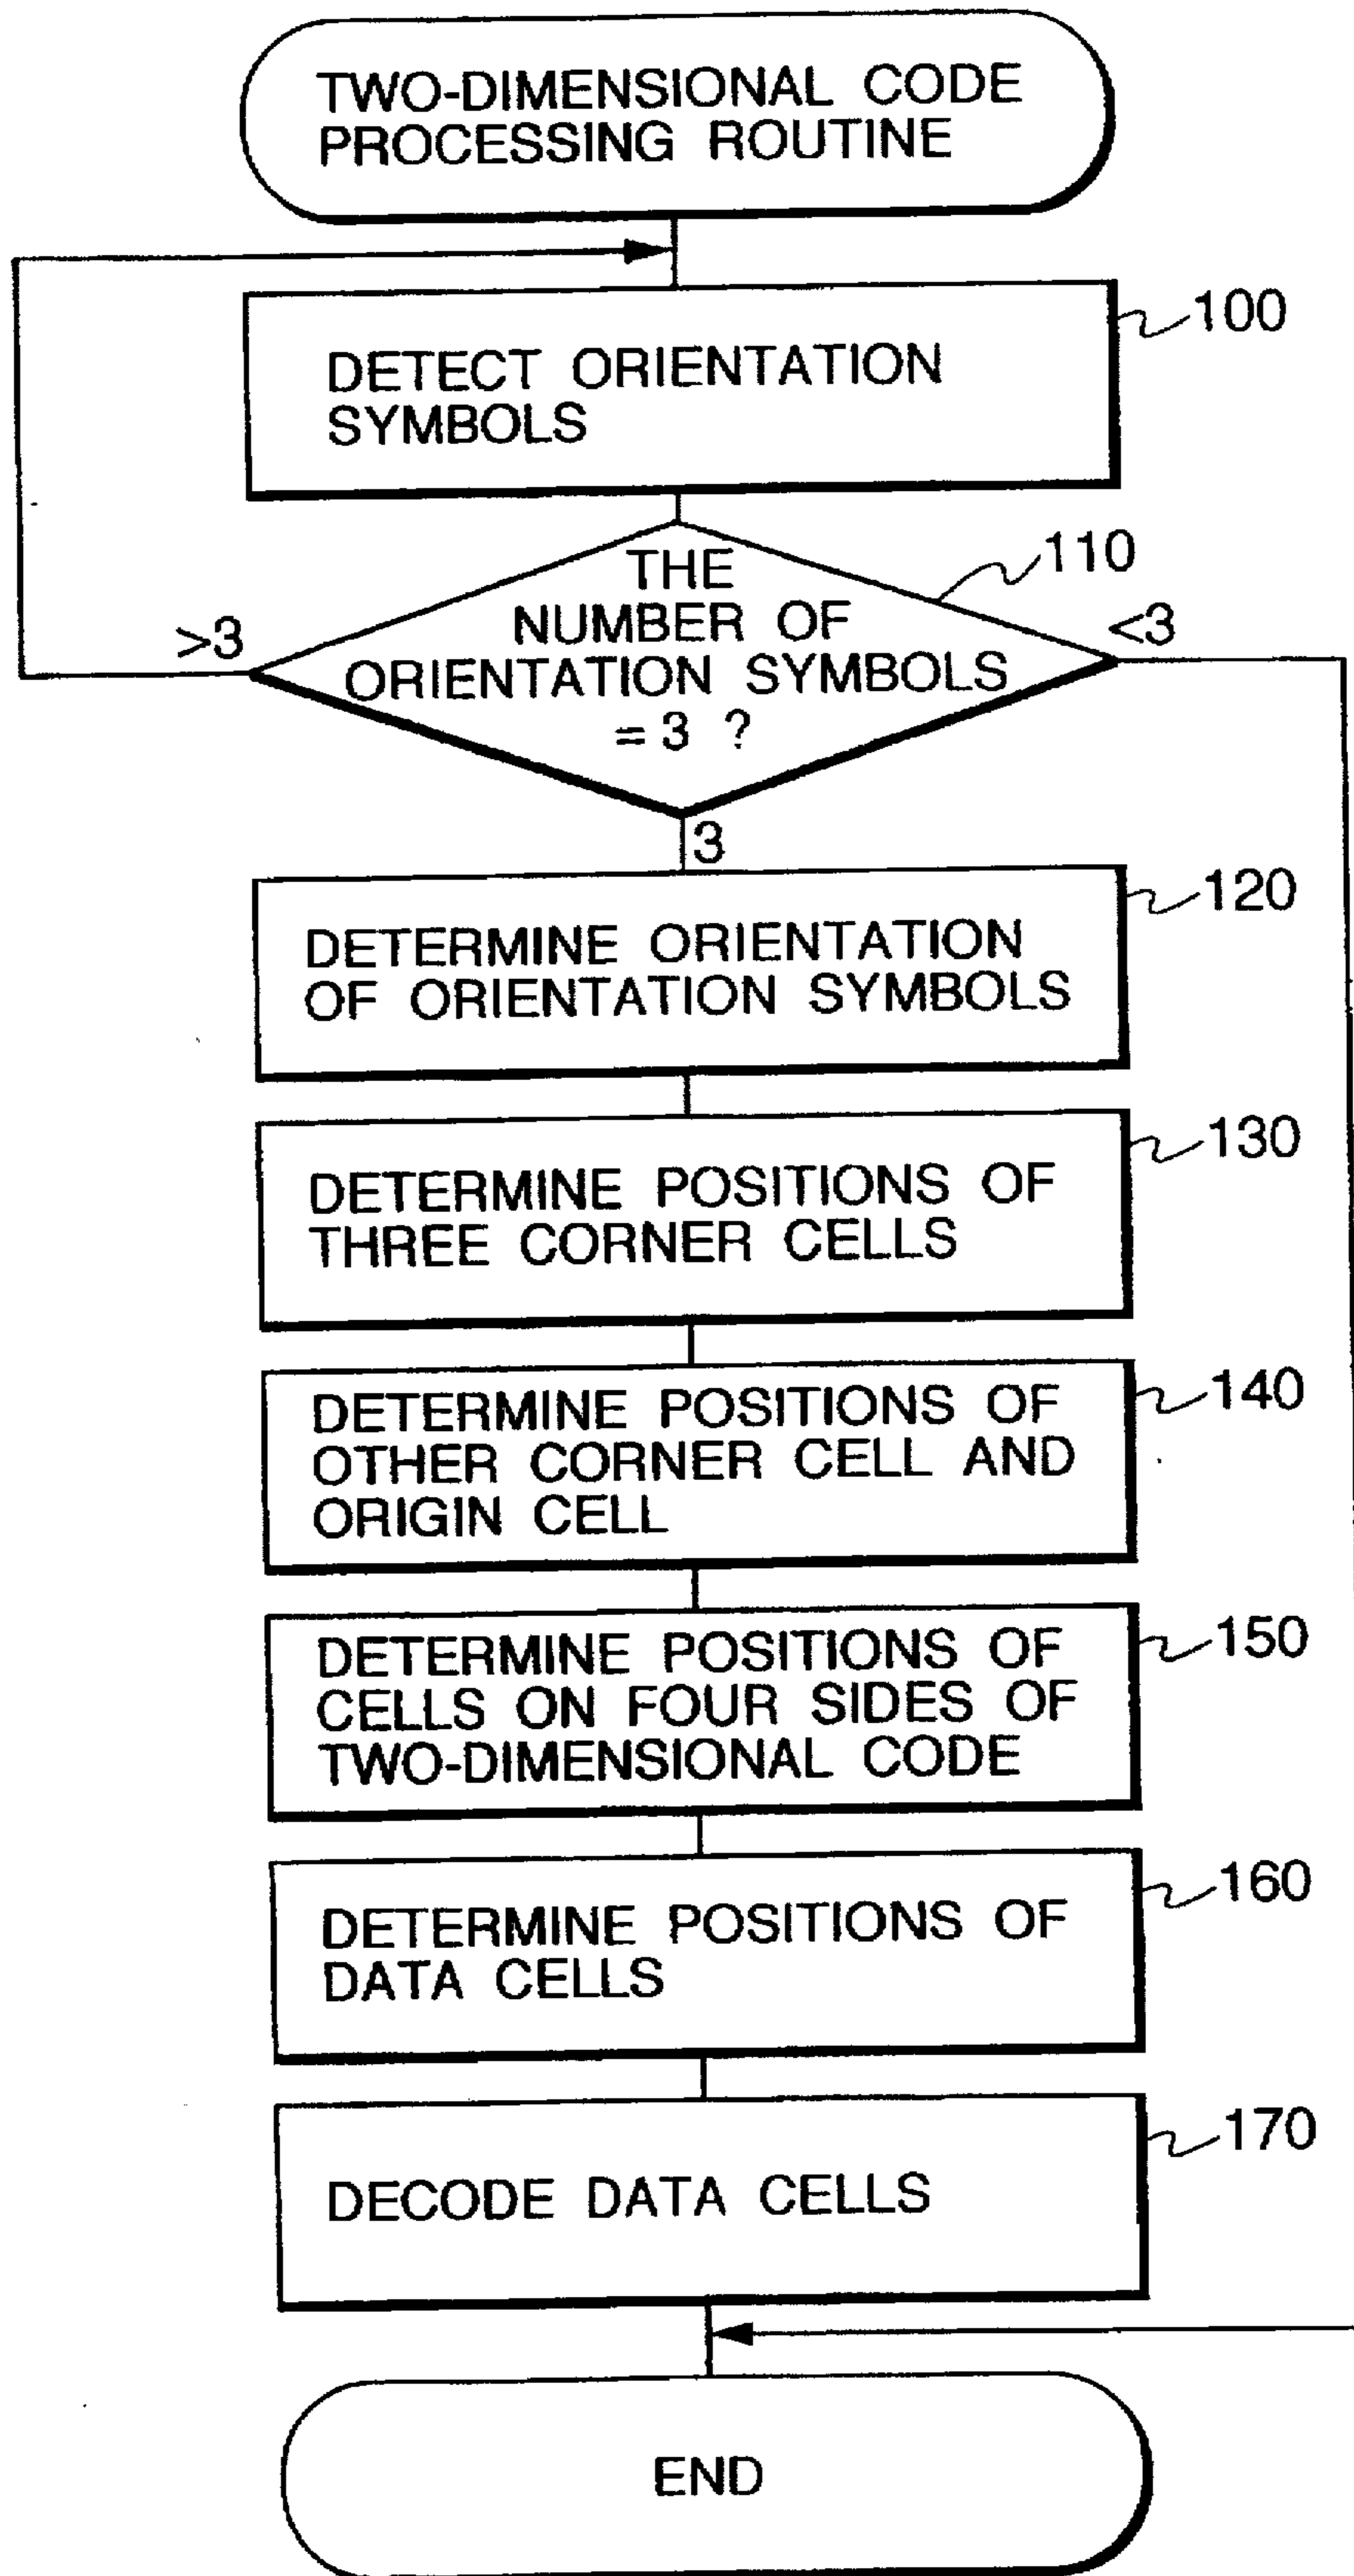 TWO-DIMENSIONAL CODE
PROCESSING ROUTINE
100
DETECT ORIENTATION
SYMBOLS
110
THE
NUMBER OF
ORIENTATION SYMBOLS
= 3 ?
>3
<3
3
120
DETERMINE ORIENTATION
OF ORIENTATION SYMBOLS
130
DETERMINE POSITIONS OF
THREE CORNER CELLS
140
DETERMINE POSITIONS OF
OTHER CORNER CELL AND
ORIGIN CELL
150
DETERMINE POSITIONS OF
CELLS ON FOUR SIDES OF
TWO-DIMENSIONAL CODE
160
DETERMINE POSITIONS OF
DATA CELLS
170
DECODE DATA CELLS
END